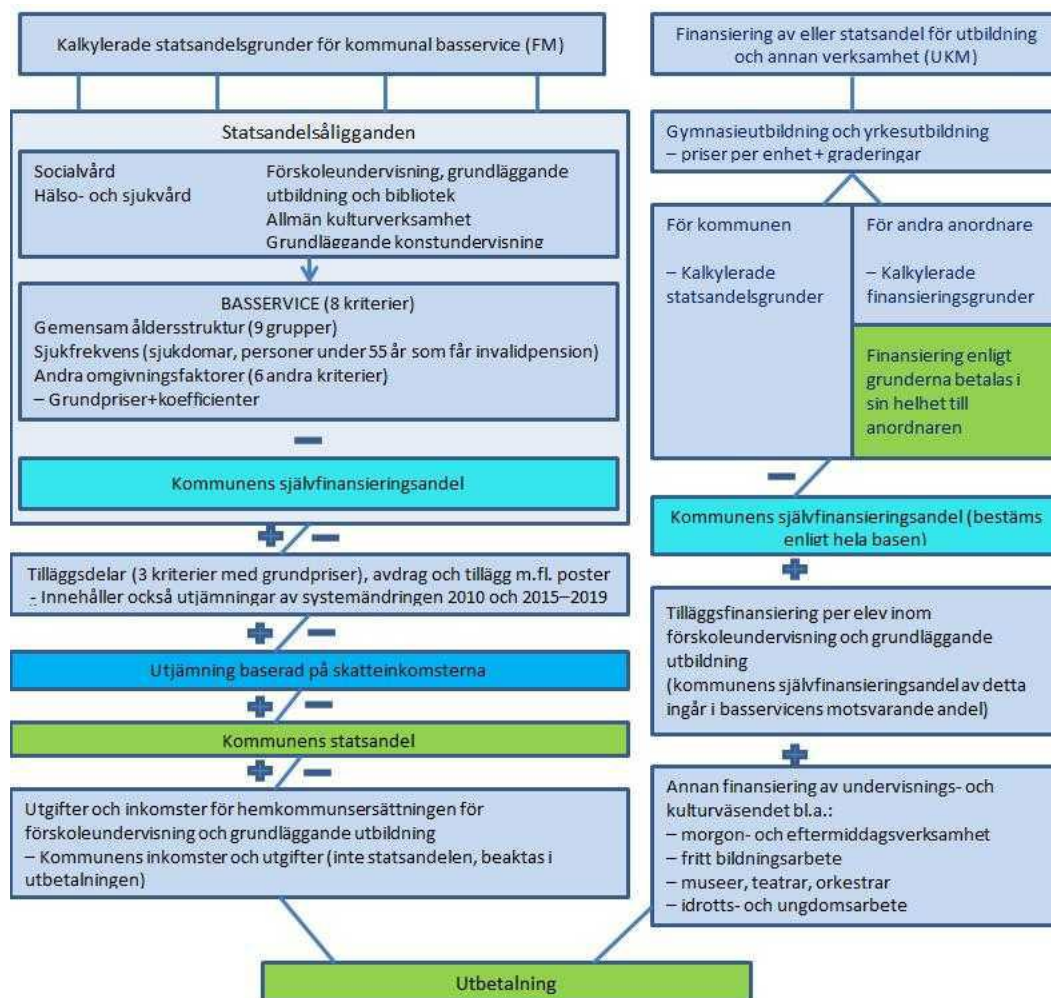 Kalkylerade statsandelsgrunder för kommunal basservice (FM)
Statsandelsåligganden
Socialvård
Hälso- och sjukvård
Förskoleundervisning, grundläggande
utbildning och bibliotek
Allmän kulturverksamhet
Grundläggande konstundervisning
BASSERVICE (8 kriterier)
Gemensam åldersstruktur (9 grupper)
Sjukfrekvens (sjukdomar, personer under 55 år som får invalidpension)
Andra omgivningsfaktorer (6 andra kriterier)
– Grundpriser+koefficienter
–
Kommunens självfinansieringsandel
+ –
Tilläggsdelar (3 kriterier med grundpriser), avdrag och tillägg m.fl. poster
- Innehåller också utjämningar av systemändringen 2010 och 2015–2019
+ –
Utjämning baserad på skatteinkomsterna
+ –
Kommunens statsandel
+ –
Utgifter och inkomster för hemkommunsersättningen för
förskoleundervisning och grundläggande utbildning
– Kommunens inkomster och utgifter (inte statsandelen, beaktas i
utbetalningen)
Finansiering av eller statsandel för utbildning
och annan verksamhet (UKM)
Gymnasieutbildning och yrkesutbildning
– priser per enhet + graderingar
För kommunen
– Kalkylerade
statsandelsgrunder
För andra anordnare
– Kalkylerade
finansieringsgrunder
Finansiering enligt
grunderna betalas i
sin helhet till
anordnaren
–
Kommunens självfinansieringsandel (bestäms
enligt hela basen)
+
Tilläggsfinansiering per elev inom
förskoleundervisning och grundläggande
utbildning
(kommunens självfinansieringsandel av detta
ingår i basservicens motsvarande andel)
+
Annan finansiering av undervisnings- och
kulturväsendet bl.a.:
– morgon- och eftermiddagsverksamhet
– fritt bildningsarbete
– museer, teatrar, orkestrar
– idrotts- och ungdomsarbete
Utbetalning